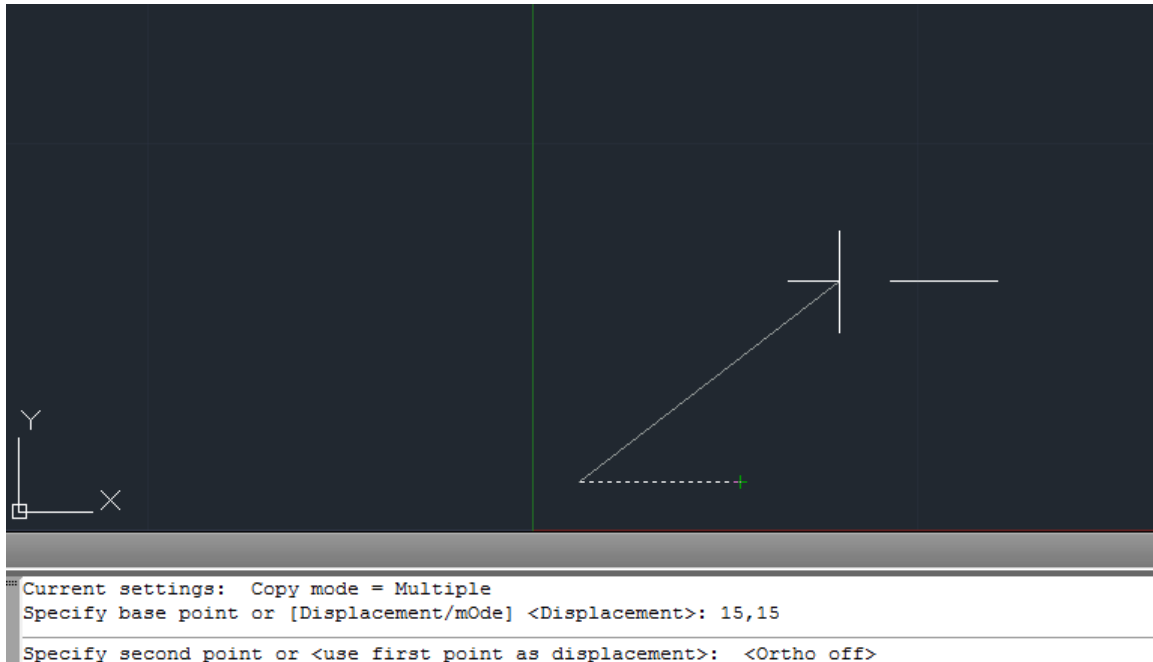 Y
X
Current settings:  Copy mode = Multiple
Specify base point or [Displacement/mOde] <Displacement>: 15,15
Specify second point or <use first point as displacement>:  <Ortho off>